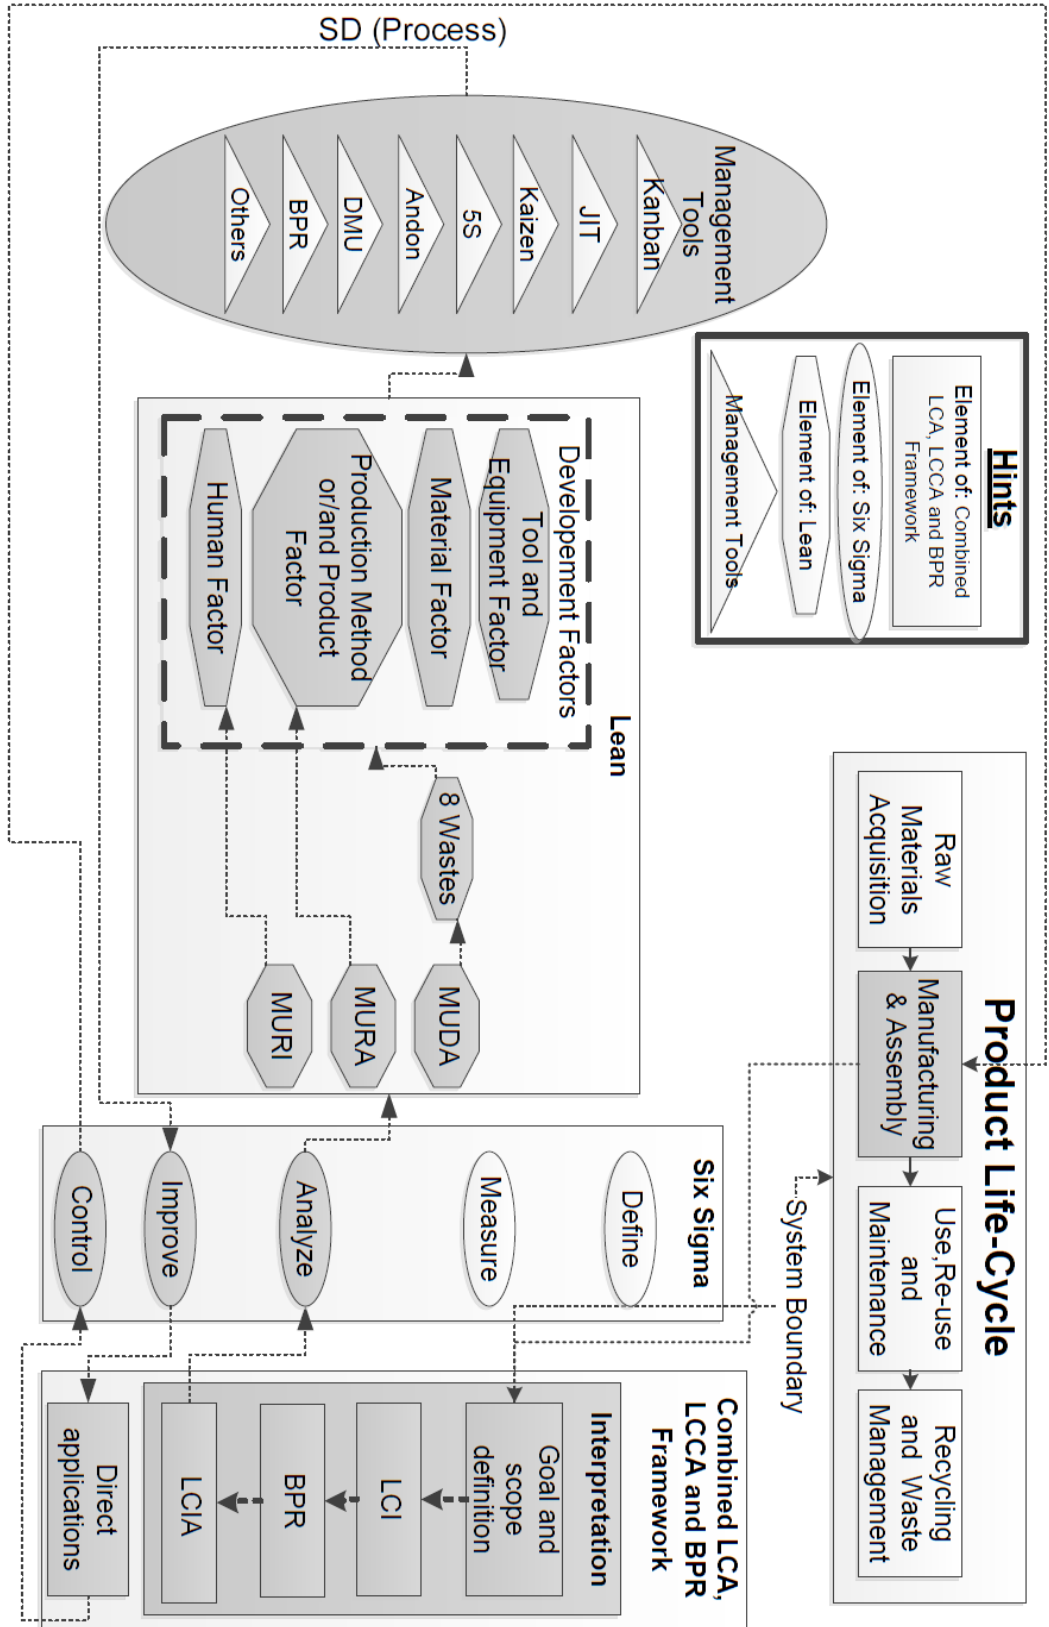 SD (Process)
Product Life-Cycle
Raw
Materials
Acquisition
Manufacturing
& Assembly
Use,Re-use
and
Maintenance
Recycling
and Waste
Management
System Boundary
Hints
Element of: Combined
LCA, LCCA and BPR
Framework
Element of: Six Sigma
Element of: Lean
Management Tools
Management
Tools
Kanban
JIT
Kaizen
5S
Andon
DMU
BPR
Others
Lean
Developement Factors
Tool and
Equipment Factor
Material Factor
Production Method
or/and Product
Factor
Human Factor
8 Wastes
MUDA
MURA
MURI
Six Sigma
Define
Measure
Analyze
Improve
Control
Combined LCA,
LCCA and BPR
Framework
Interpretation
Goal and
scope
definition
LCI
BPR
LCIA
Direct
applications